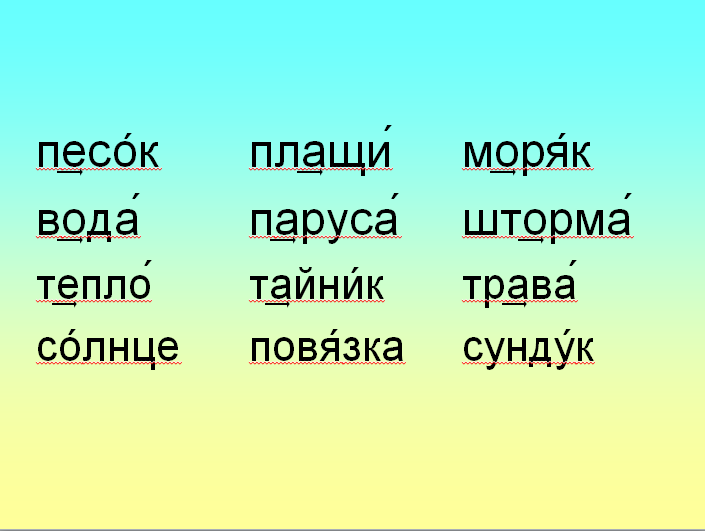 песо́к плащи́ моря́к
вода́ паруса́ шторма́
тепло́ тайни́к трава́
со́лнце повя́зка сунду́к